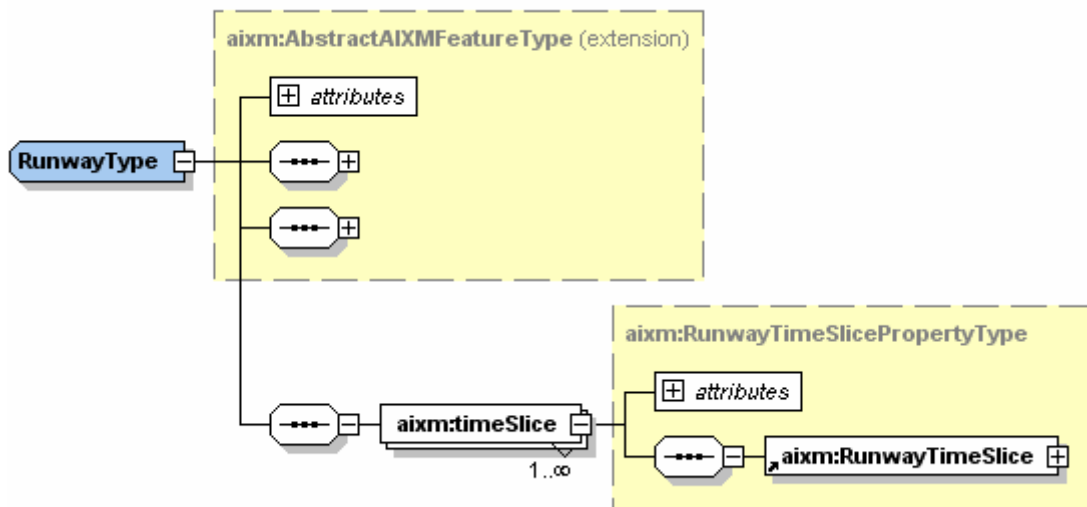 aixm:AbstractAIXMFeatureType (extension)
attributes
RunwayType
aixm:RunwayTimeSlicePropertyType
attributes
aixm:timeSlice
aixm:RunwayTimeSlice
1..∞